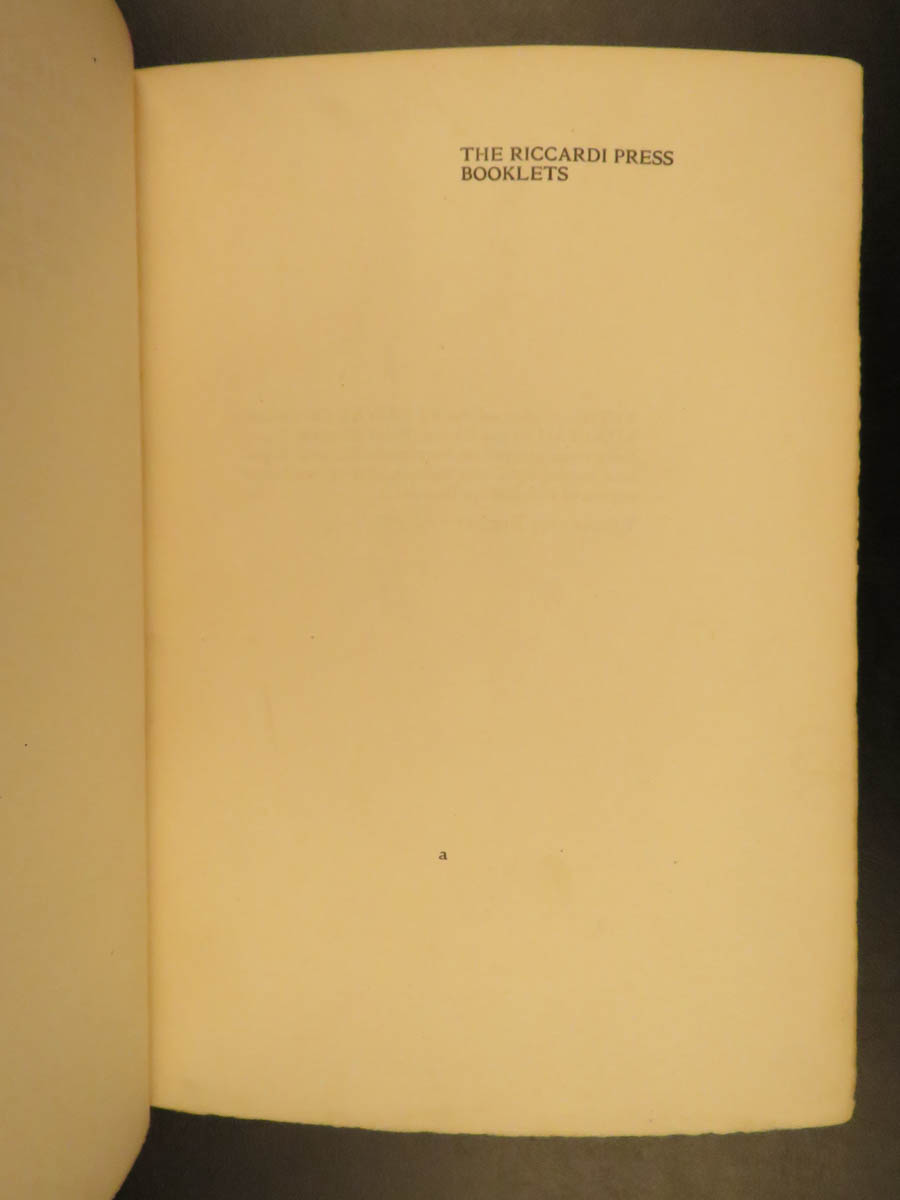 THE RICCARDI PRESS
BOOKLETS
a